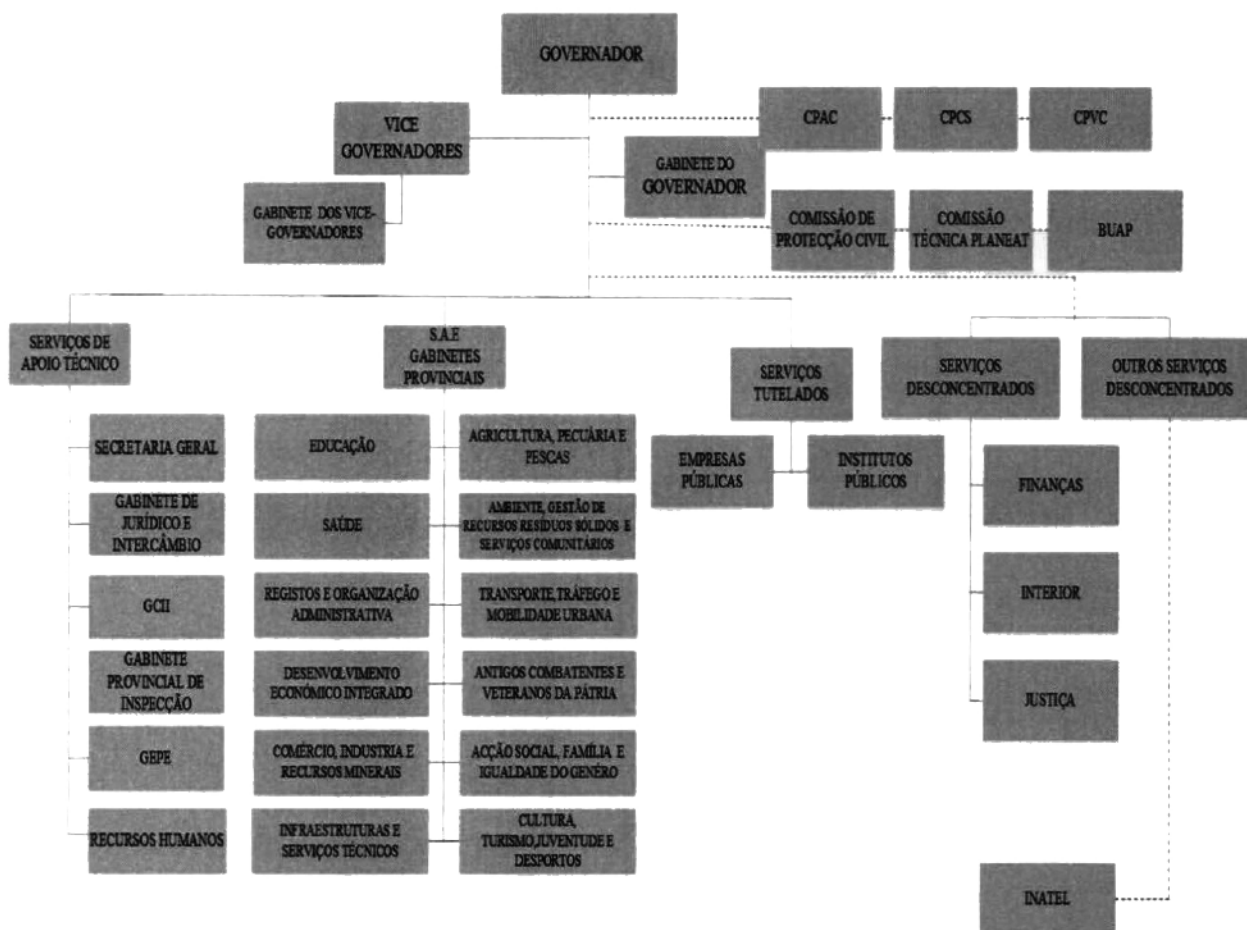 GOVERNADOR
CPAC
CPCS
CPVC
VICE
GOVERNADORES
GABINETE DO
GOVERNADOR
GABINETE DOS VICE-
GOVERNADORES
COMISSÃO DE
PROTECÇÃO CIVIL
COMISSÃO
TÉCNICA PLANEAT
BUAP
SERVIÇOS DE
APOIO TÉCNICO
S.A.E
GABINETES
PROVINCIAIS
SERVIÇOS
TUTELADOS
SERVIÇOS
DESCONCENTRADOS
OUTROS SERVIÇOS
DESCONCENTRADOS
SECRETARIA GERAL
GABINETE DE
JURÍDICO E
INTERCÂMBIO
GCII
GABINETE
PROVINCIAL DE
INSPECÇÃO
GEPE
RECURSOS HUMANOS
EDUCAÇÃO
AGRICULTURA, PECUÁRIA E
PESCAS
SAÚDE
AMBIENTE, GESTÃO DE
RECURSOS RESÍDUOS SÓLIDOS E
SERVIÇOS COMUNITÁRIOS
REGISTOS E ORGANIZAÇÃO
ADMINISTRATIVA
TRANSPORTE,TRÁFEGO E
MOBILIDADE URBANA
DESENVOLVIMENTO
ECONÓMICO INTEGRADO
ANTIGOS COMBATENTES E
VETERANOS DA PÁTRIA
COMÉRCIO, INDUSTRIA E
RECURSOS MINERAIS
ACÇÃO SOCIAL, FAMÍLIA E
IGUALDADE DO GENÉRO
INFRAESTRUTURAS E
SERVIÇOS TÉCNICOS
CULTURA,
TURISMO,JUVENTUDE E
DESPORTOS
EMPRESAS
PÚBLICAS
INSTITUTOS
PÚBLICOS
FINANÇAS
INTERIOR
JUSTIÇA
INATEL